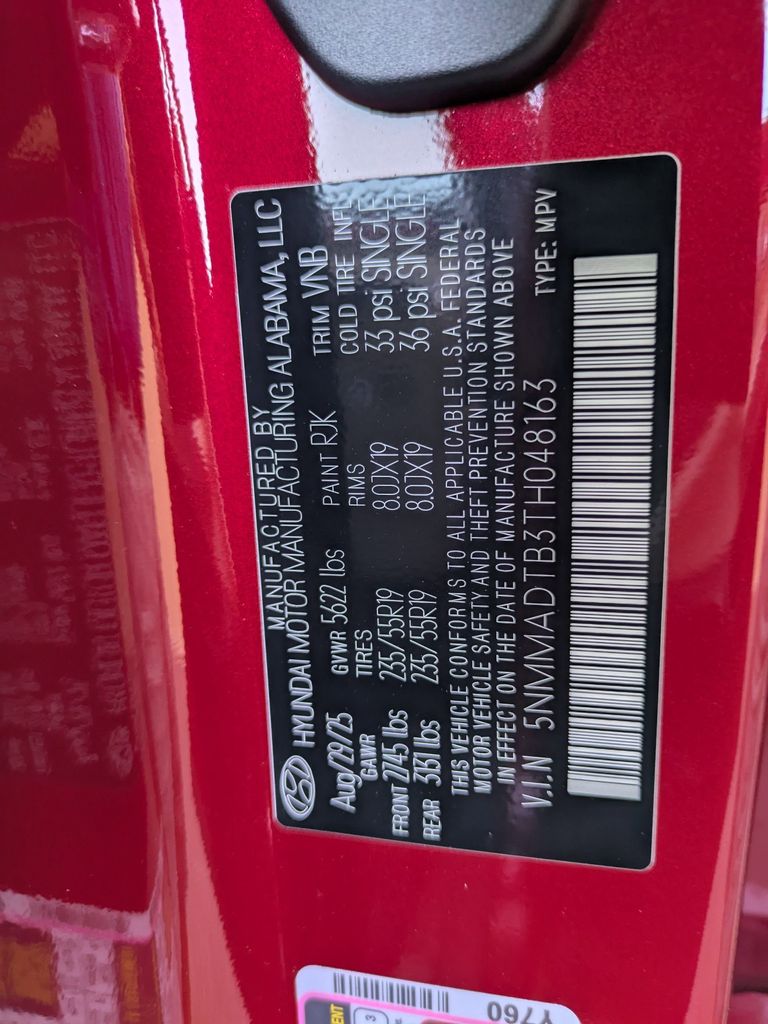 MANUFACTURED BY
HYUNDAI MOTOR MANUFACTURING ALABAMA, LLC
Aug/29/25 GVWR 5622 lbs PAINT RJK TRIM VNB
GAWR TIRES RIMS COLD TIRE INFL
FRONT 2745 lbs 235/55R19 8.0JX19 33 psi SINGLE
REAR 3151 lbs 235/55R19 8.0JX19 36 psi SINGLE
THIS VEHICLE CONFORMS TO ALL APPLICABLE U.S.A. FEDERAL
MOTOR VEHICLE SAFETY AND THEFT PREVENTION STANDARDS
IN EFFECT ON THE DATE OF MANUFACTURE SHOWN ABOVE
V.I.N 5NMMADTB3TH048163 TYPE: MPV
Y760
3